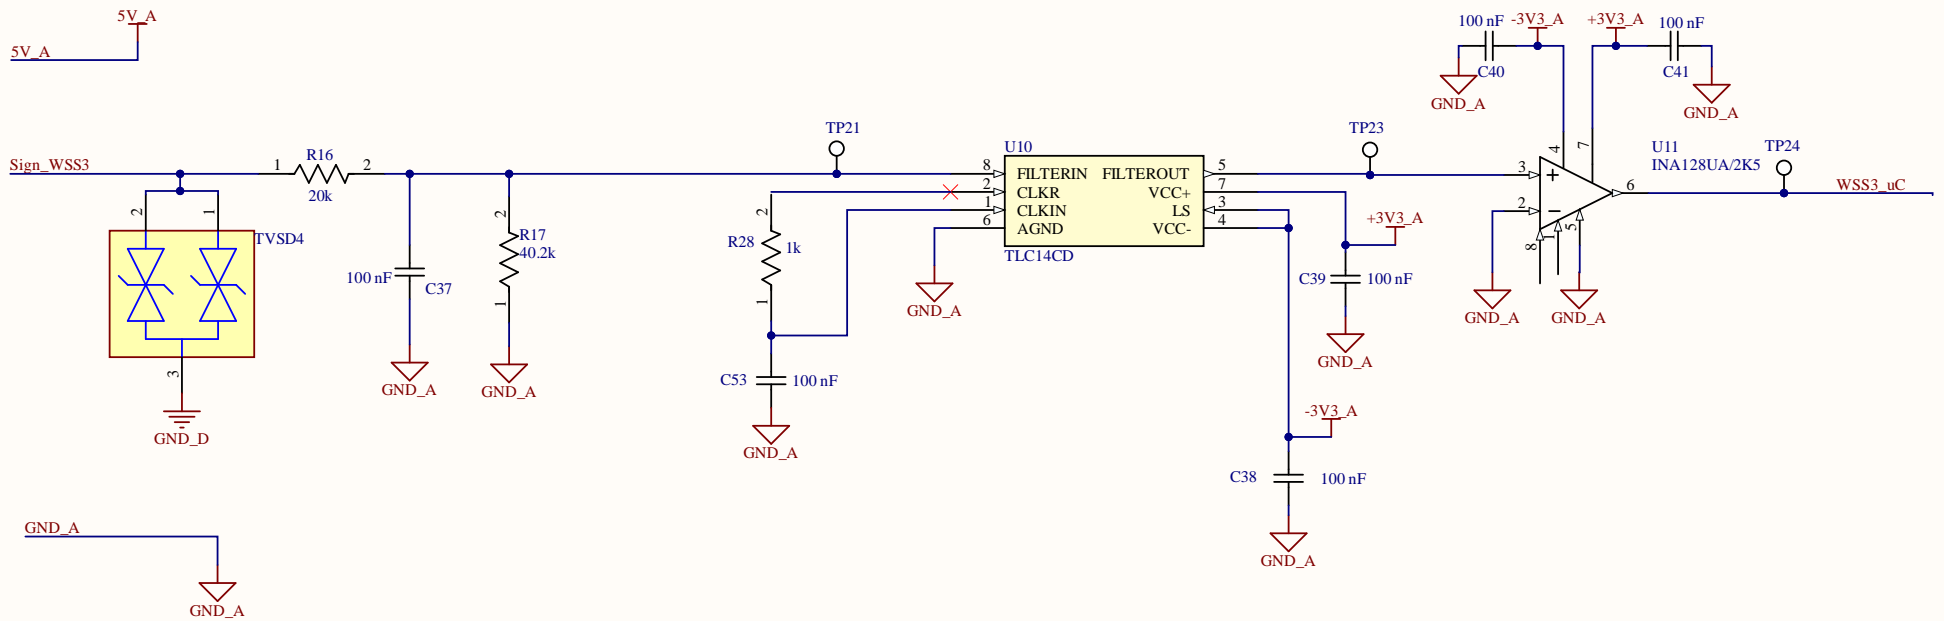 5V_A
5V_A
100 nF
-3V3_A
+3V3_A
100 nF
C40
C41
GND_A
GND_A
Sign_WSS3
1
R16
2
20k
TP21
U10
TP23
4
7
U11
INA128UA/2K5
TP24
8
FILTERIN
FILTEROUT
5
2
CLKR
VCC+
7
1
CLKIN
LS
3
6
AGND
VCC-
4
TLC14CD
3
+
2
−
6
WSS3_uC
8
1
5
2
1
TVSD4
3
GND_D
100 nF
C37
GND_A
2
R17
40.2k
1
GND_A
2
R28
1k
1
C53
100 nF
GND_A
GND_A
+3V3_A
C39
100 nF
GND_A
GND_A
GND_A
-3V3_A
C38
100 nF
GND_A
GND_A
GND_A